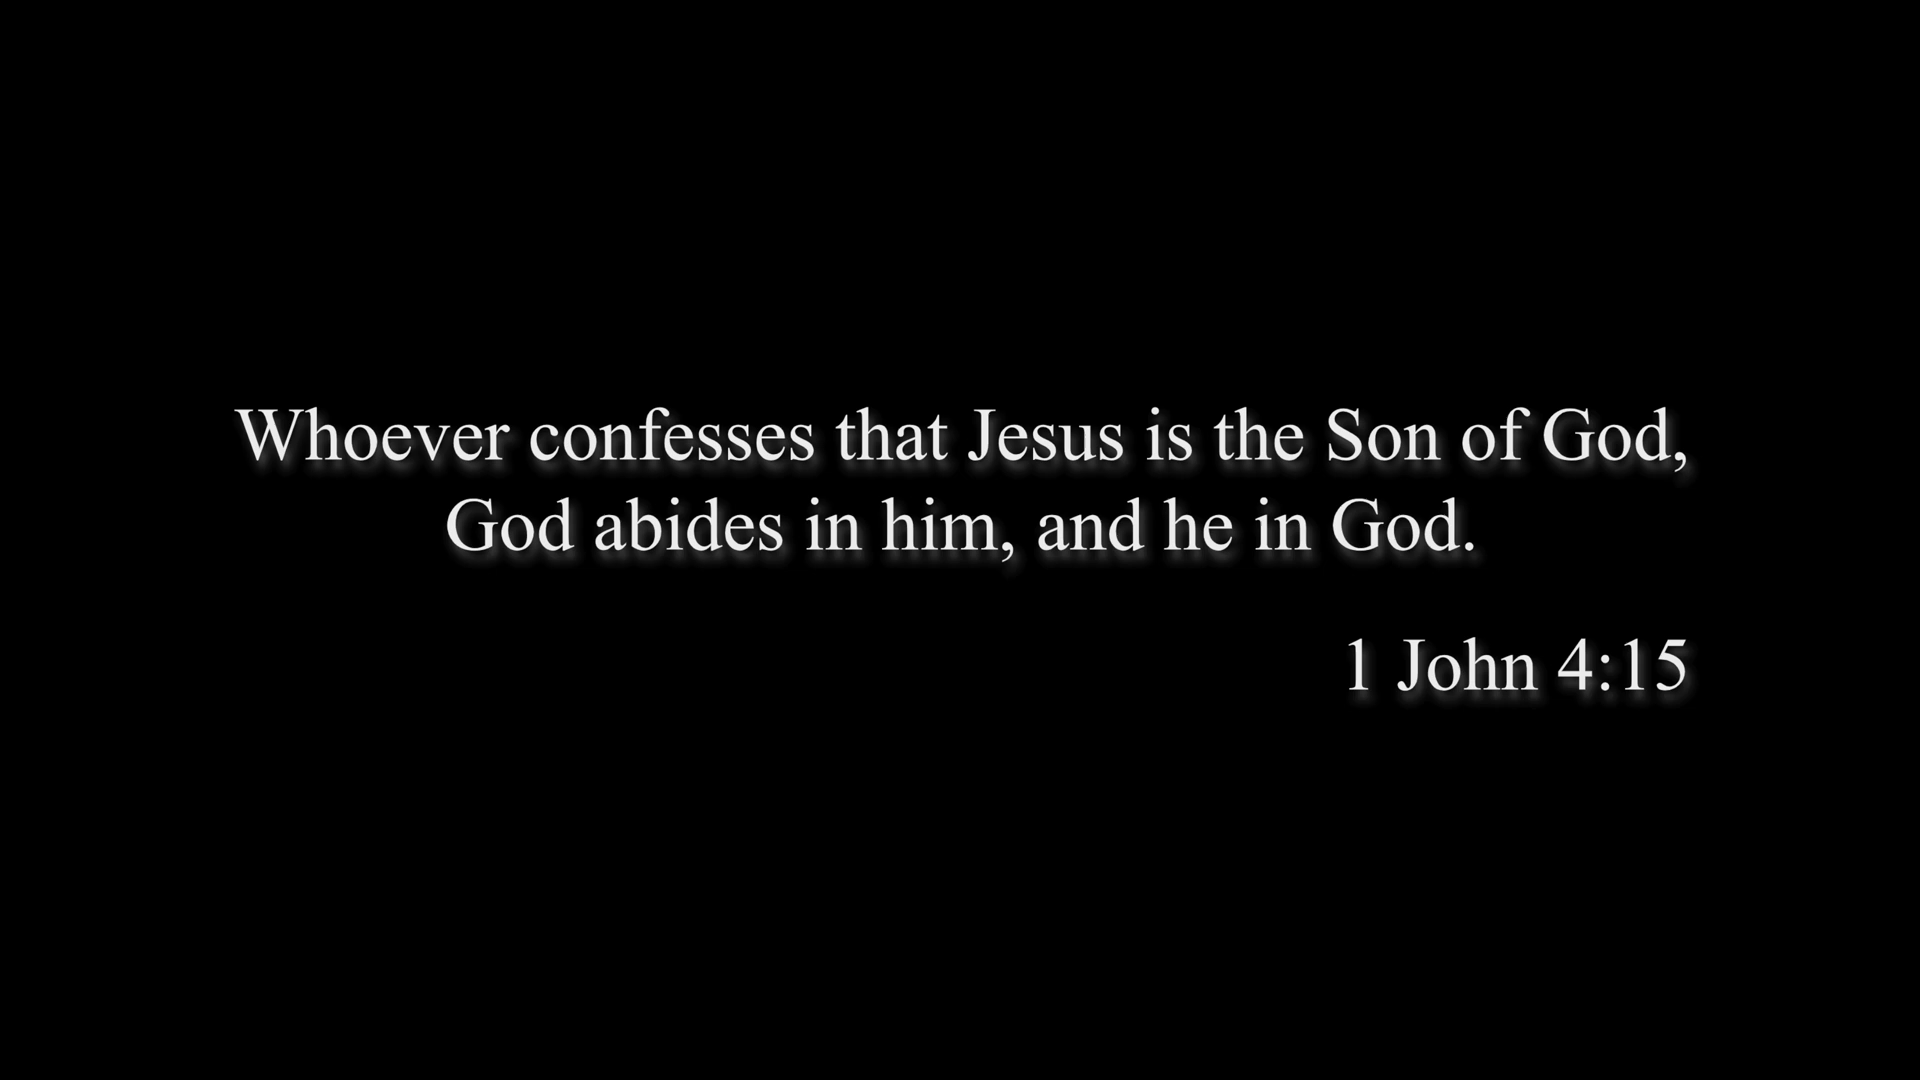 Whoever confesses that Jesus is the Son of God,
God abides in him, and he in God.
1 John 4:15